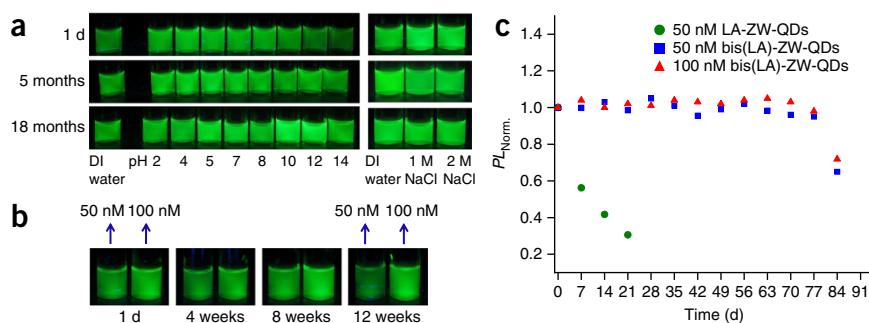 a
1 d
5 months
18 months
DI water pH 2 4 5 7 8 10 12 14
DI water 1 M NaCl 2 M NaCl
b
50 nM 100 nM 50 nM 100 nM
1 d 4 weeks 8 weeks 12 weeks
c
50 nM LA-ZW-QDs
50 nM bis(LA)-ZW-QDs
100 nM bis(LA)-ZW-QDs
PLNorm.
1.4
1.2
1.0
0.8
0.6
0.4
0.2
0 7 14 21 28 35 42 49 56 63 70 77 84 91
Time (d)